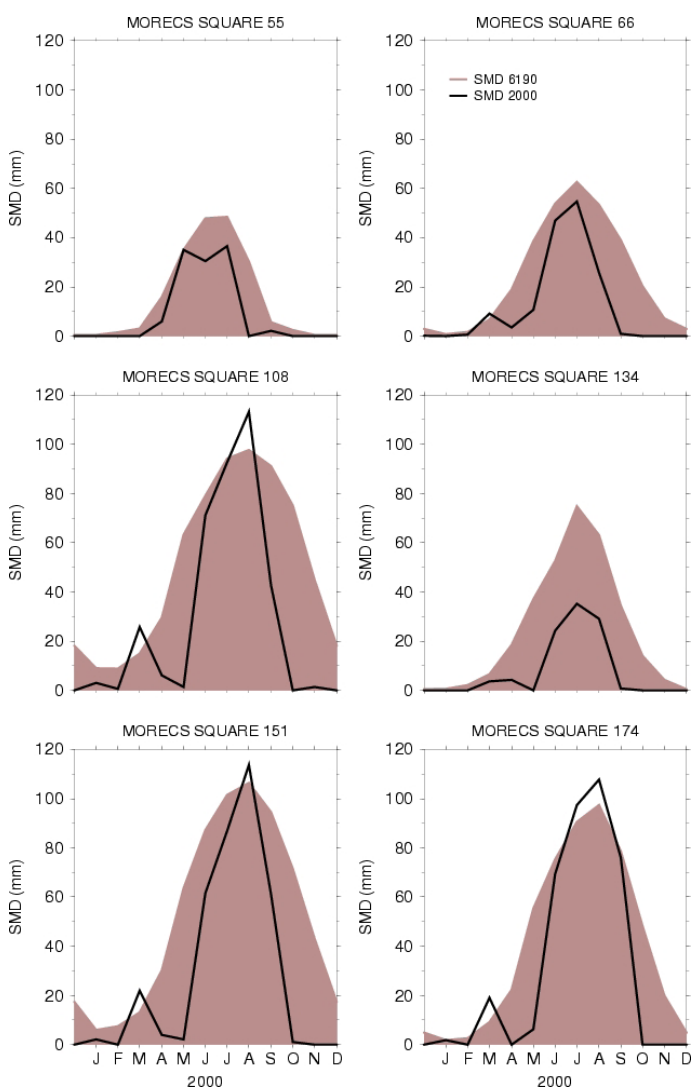 MORECS SQUARE 55
MORECS SQUARE 66
120
100
80
60
40
20
0
SMD (mm)
120
100
80
60
40
20
0
SMD (mm)
SMD 6190
SMD 2000
MORECS SQUARE 108
MORECS SQUARE 134
120
100
80
60
40
20
0
SMD (mm)
120
100
80
60
40
20
0
SMD (mm)
MORECS SQUARE 151
MORECS SQUARE 174
120
100
80
60
40
20
0
SMD (mm)
J F M A M J J A S O N D
2000
120
100
80
60
40
20
0
SMD (mm)
J F M A M J J A S O N D
2000